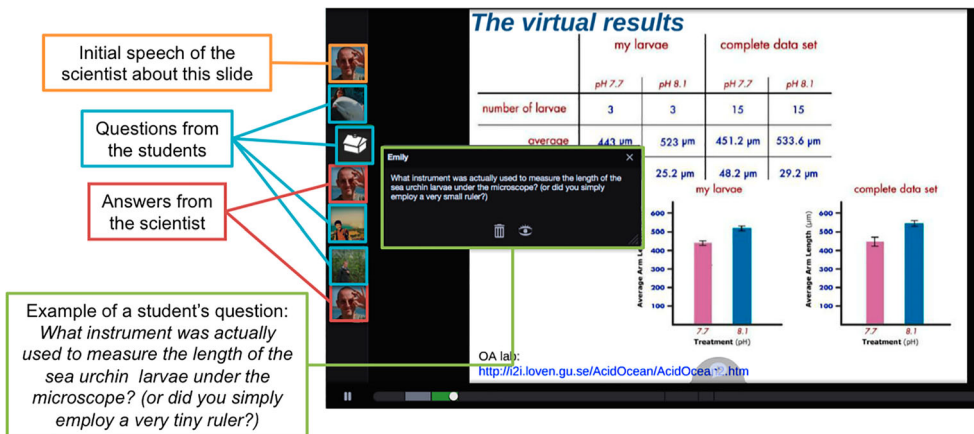 The virtual results
Initial speech of the
scientist about this slide
Questions from
the students
Answers from
the scientist
Example of a student's question:
What instrument was actually
used to measure the length of the
sea urchin larvae under the
microscope? (or did you simply
employ a very tiny ruler?)
my larvae complete data set
pH 7.7 pH 8.1 pH 7.7 pH 8.1
number of larvae 3 3 15 15
average 443 µm 523 µm 451.2 µm 533.6 µm
25.2 µm 48.2 µm 29.2 µm
Emily
What instrument was actually used to measure the length of the
sea urchin larvae under the microscope? (or did you simply
employ a very small ruler?)
my larvae
600
500
400
300
200
100
7.7 8.1
Treatment (pH)
complete data set
Average Arm Length (µm)
600
500
400
300
200
100
7.7 8.1
Treatment (pH)
OA lab: